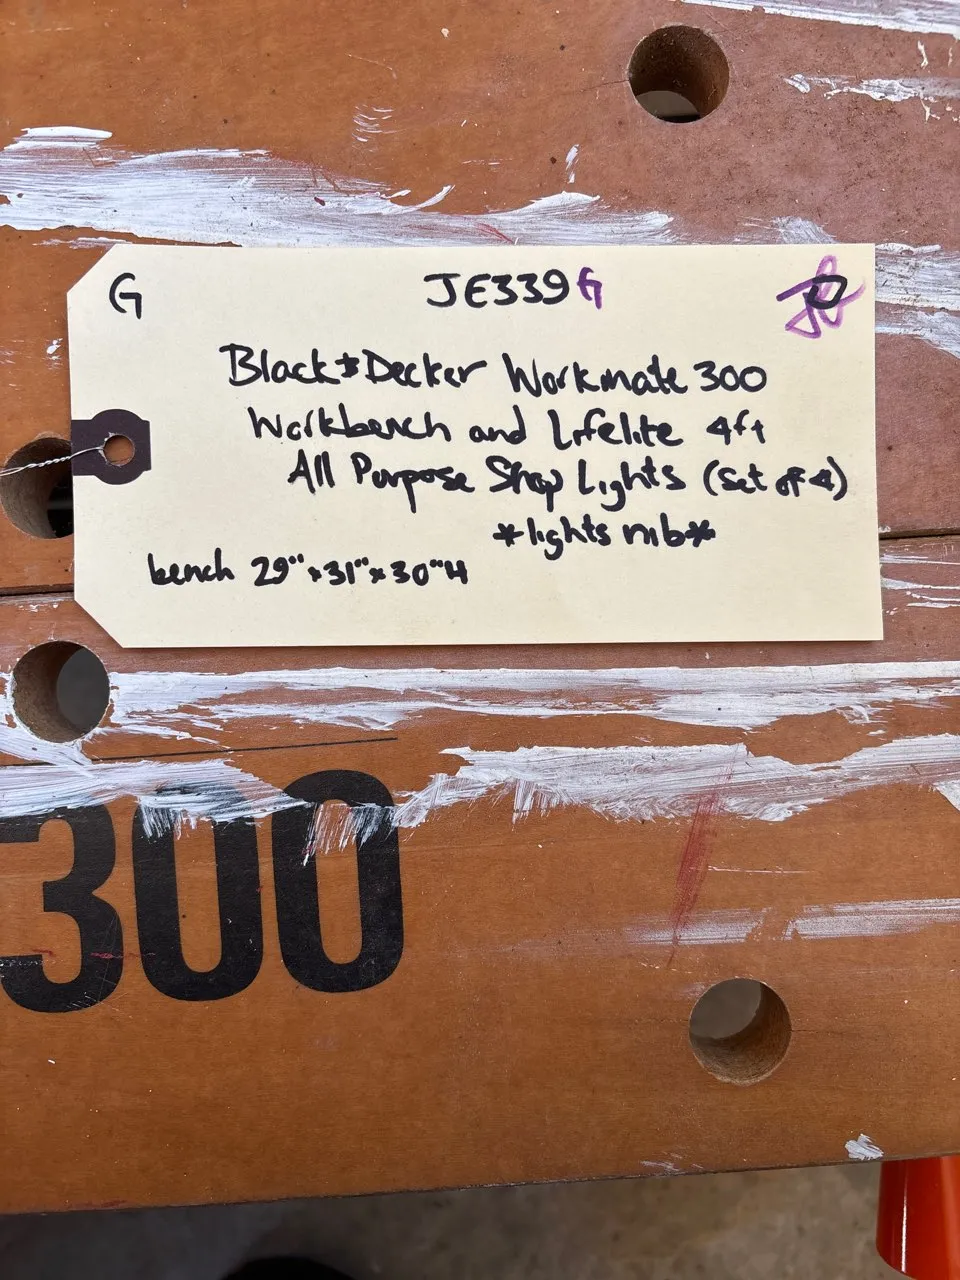 G JE339G
Black & Decker Workmate 300
Workbench and Lifelite 4ft
All Purpose Shop Lights (Set of 4)
*lights nib*
bench 29"x31"x30"H
300